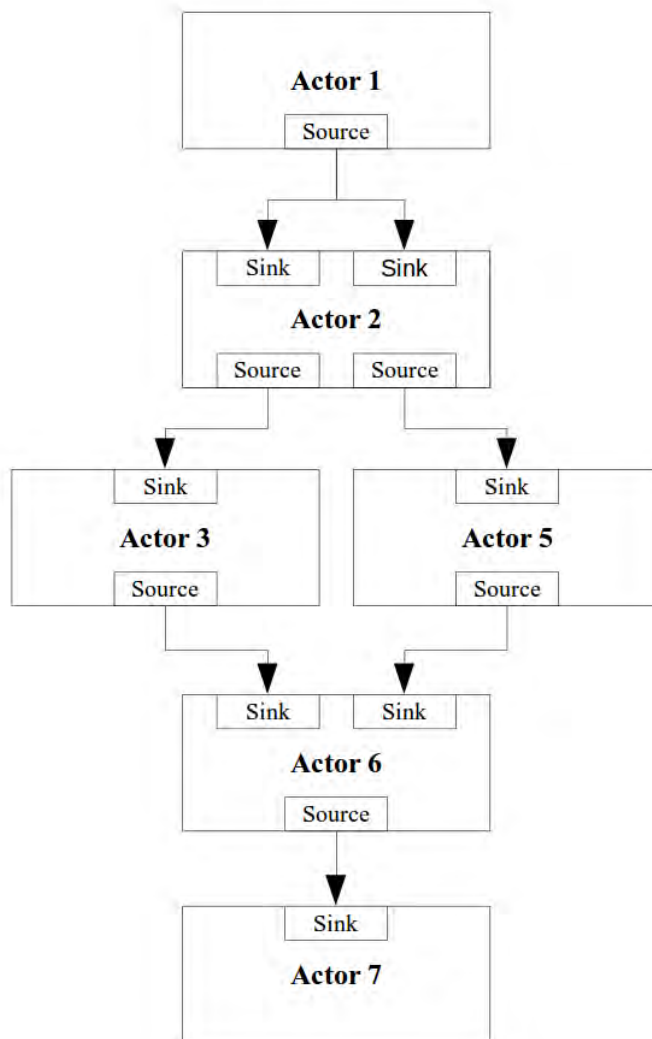 Actor 1
Source
Sink Sink
Actor 2
Source Source
Sink Sink
Actor 3 Actor 5
Source Source
Sink Sink
Actor 6
Source
Sink
Actor 7